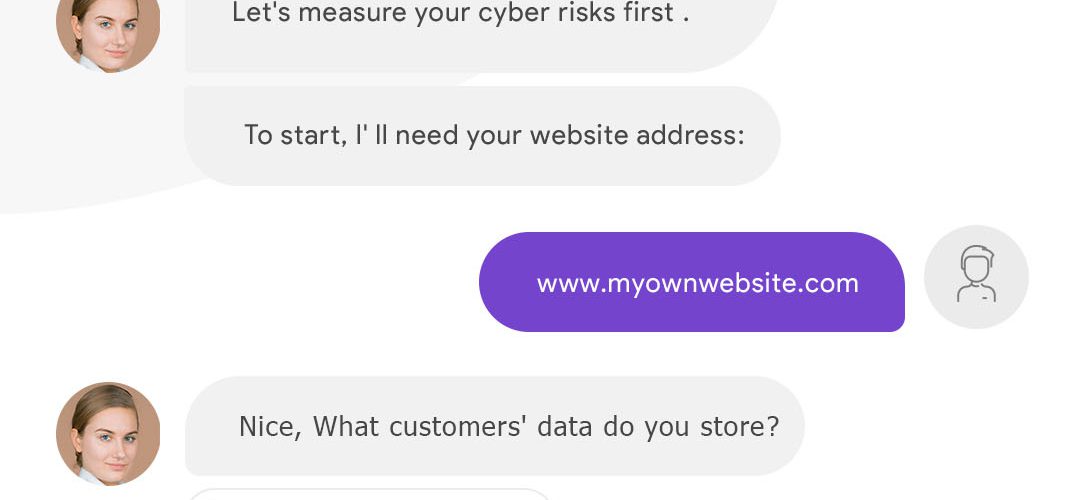 Let's measure your cyber risks first .
To start, I' ll need your website address:
www.myownwebsite.com
Nice, What customers' data do you store?